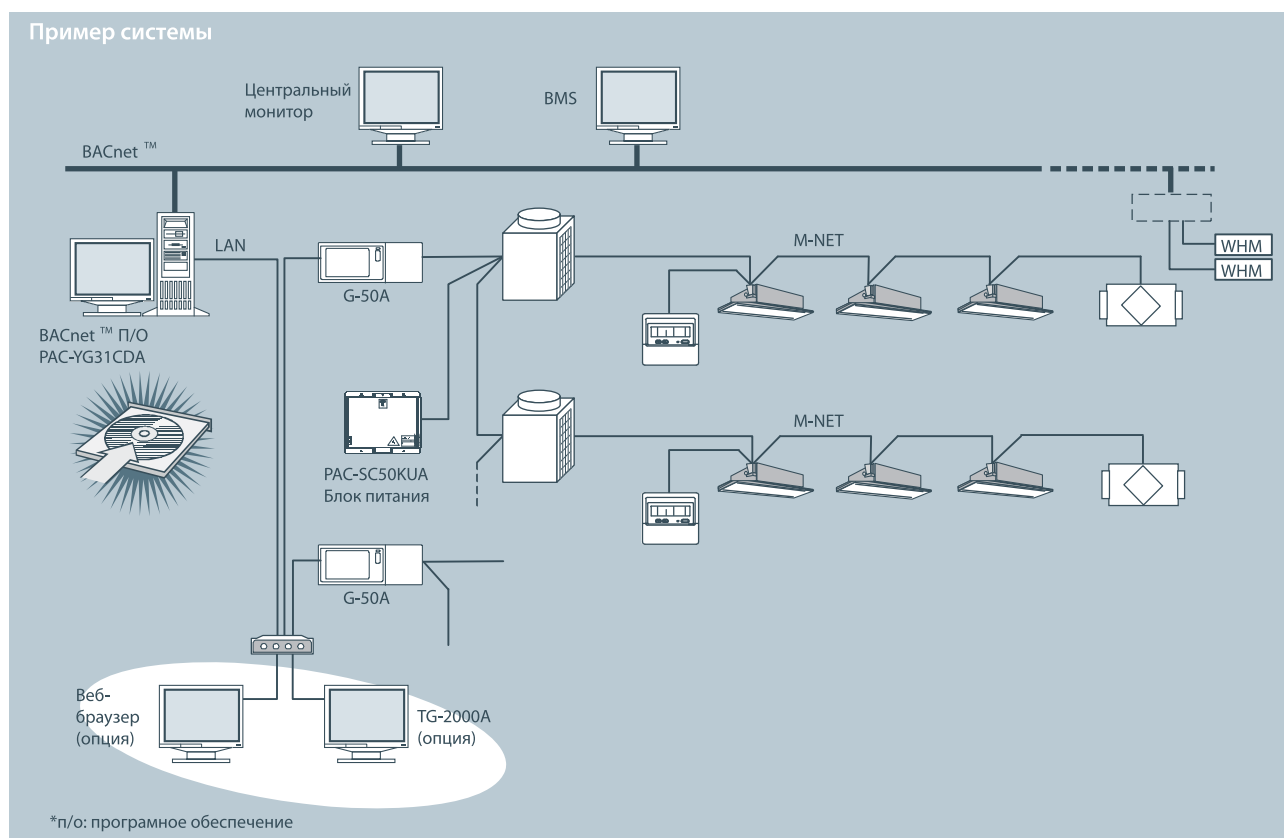 Пример системы
Центральный
монитор
BMS
BACnet ™
LAN
G-50A
M-NET
WHM
WHM
BACnet ™ П/О
PAC-YG31CDA
PAC-SC50KUA
Блок питания
M-NET
G-50A
Веб-
браузер
(опция)
TG-2000A
(опция)
*п/о: програмное обеспечение